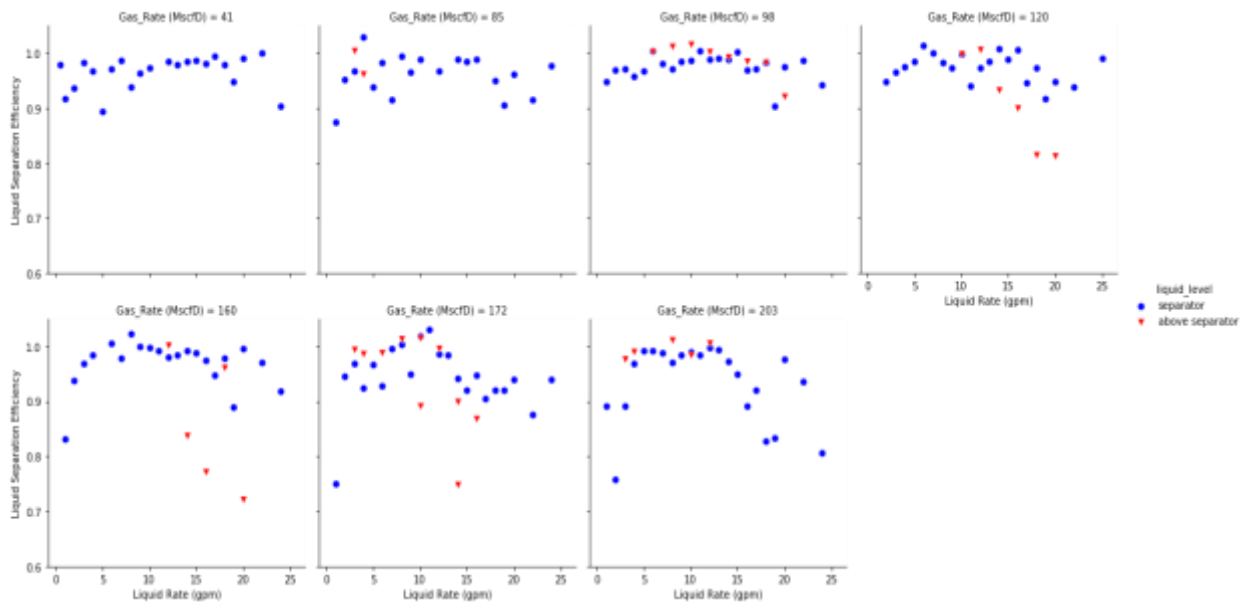 Gas_Rate (MscfD) = 41
Gas_Rate (MscfD) = 85
Gas_Rate (MscfD) = 98
Gas_Rate (MscfD) = 120
Liquid Separation Efficiency
1.0
0.9
0.8
0.7
0.6
0 5 10 15 20 25
Liquid Rate (gpm)
liquid_level
separator
above separator
Gas_Rate (MscfD) = 160
Gas_Rate (MscfD) = 172
Gas_Rate (MscfD) = 203
Liquid Separation Efficiency
1.0
0.9
0.8
0.7
0.6
0 5 10 15 20 25
0 5 10 15 20 25
0 5 10 15 20 25
Liquid Rate (gpm)
Liquid Rate (gpm)
Liquid Rate (gpm)